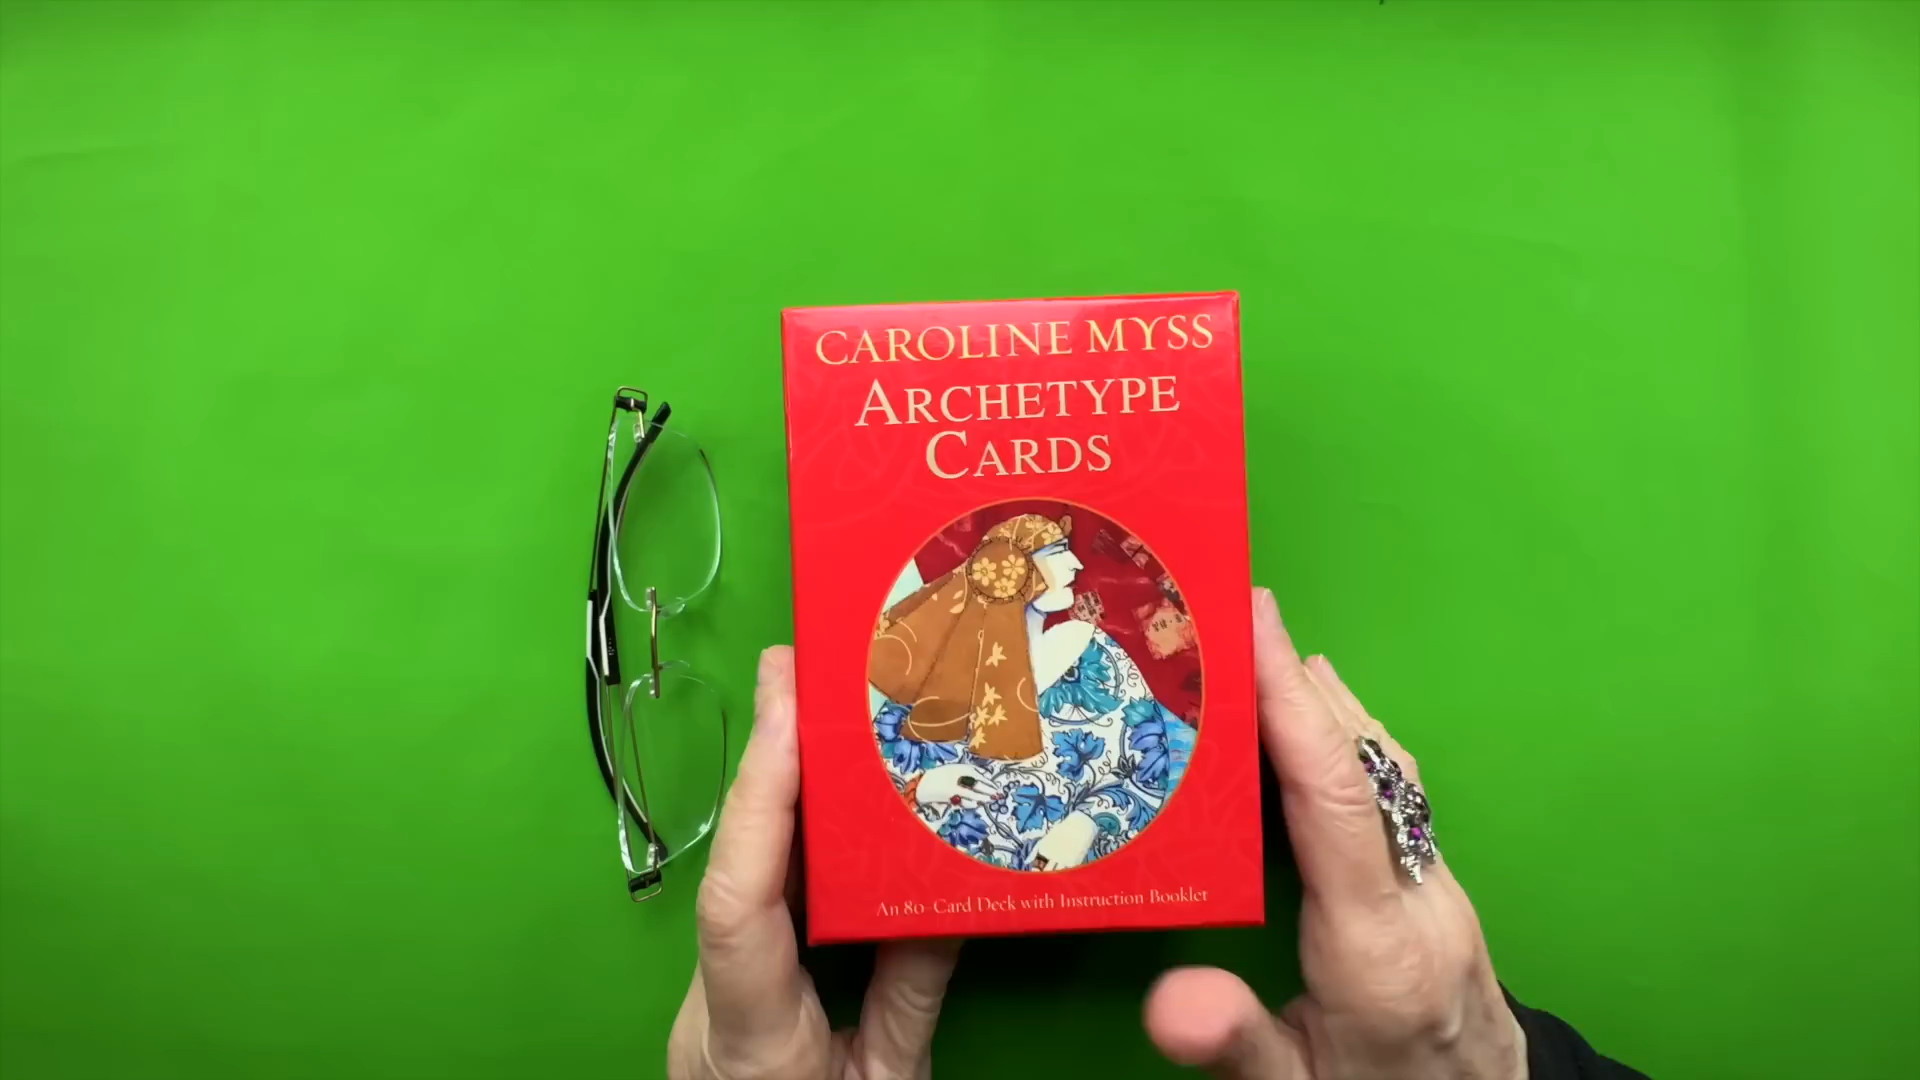 CAROLINE MYSS
ARCHETYPE
CARDS
An 80-Card Deck with Instruction Booklet